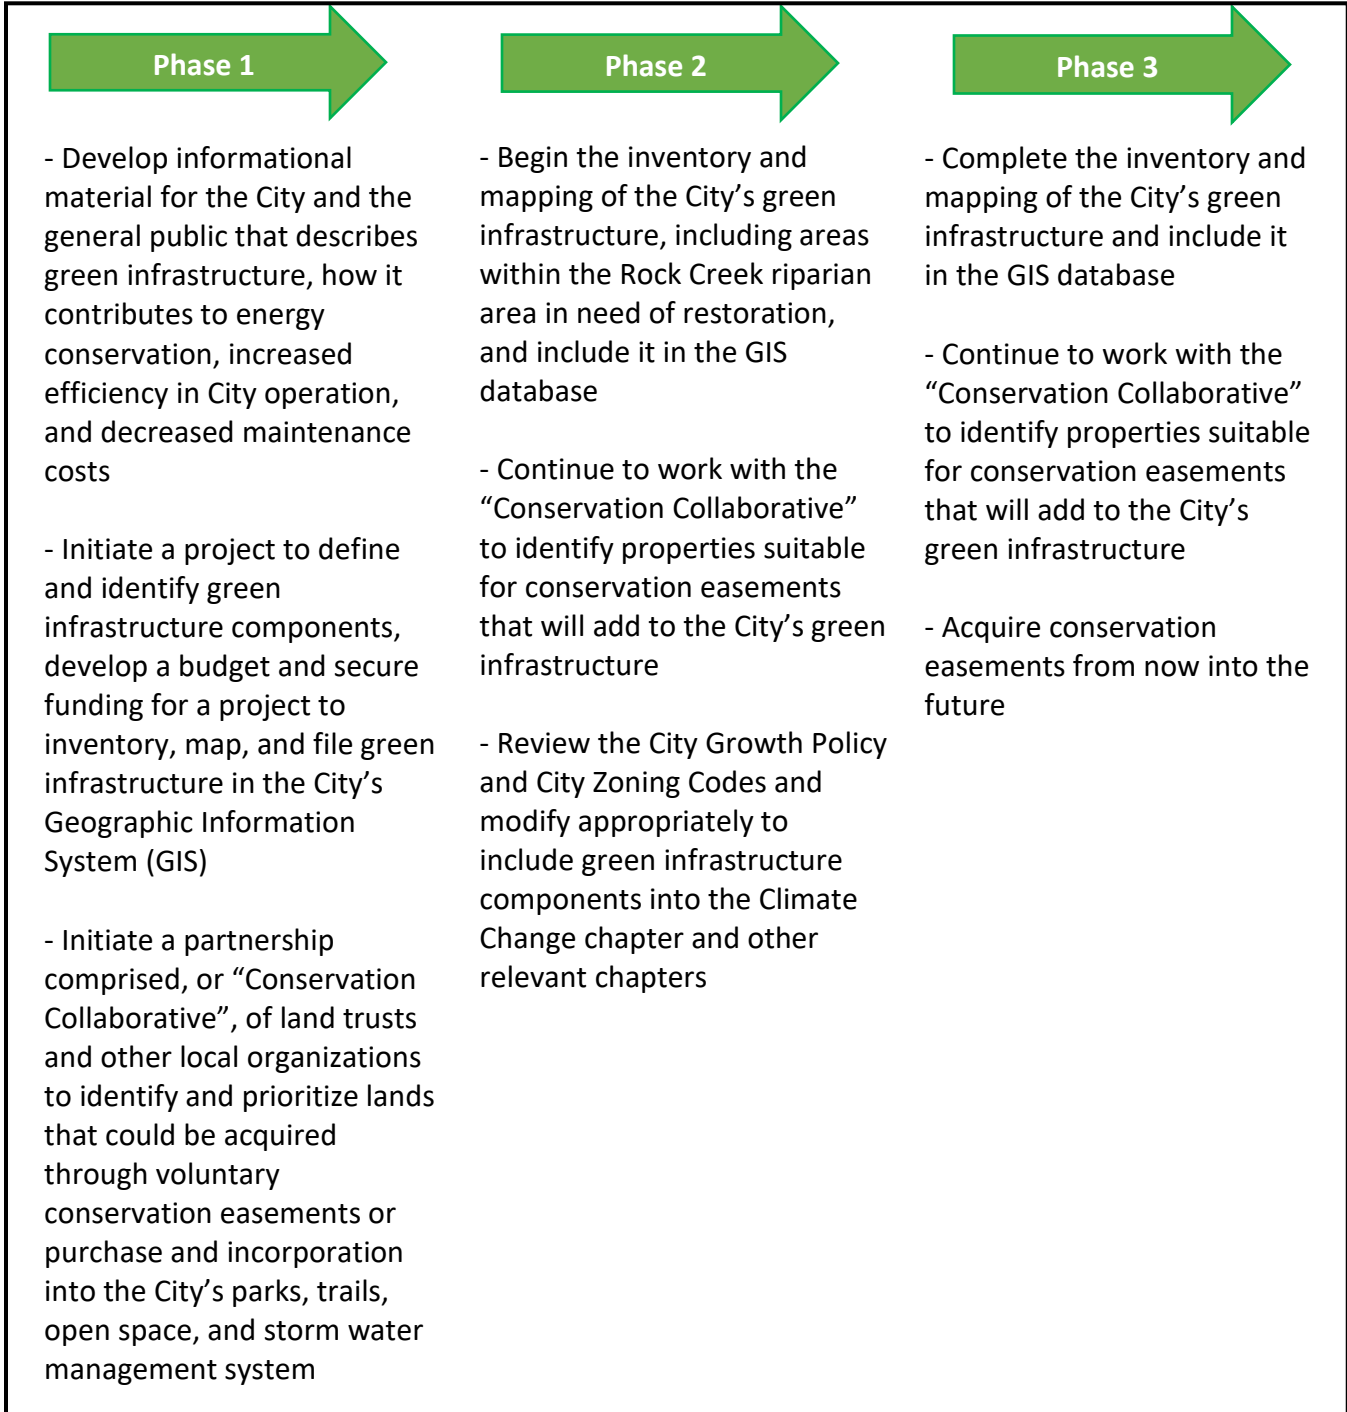 Phase 1
- Develop informational
material for the City and the
general public that describes
green infrastructure, how it
contributes to energy
conservation, increased
efficiency in City operation,
and decreased maintenance
costs
- Initiate a project to define
and identify green
infrastructure components,
develop a budget and secure
funding for a project to
inventory, map, and file green
infrastructure in the City’s
Geographic Information
System (GIS)
- Initiate a partnership
comprised, or “Conservation
Collaborative”, of land trusts
and other local organizations
to identify and prioritize lands
that could be acquired
through voluntary
conservation easements or
purchase and incorporation
into the City’s parks, trails,
open space, and storm water
management system
Phase 2
- Begin the inventory and
mapping of the City’s green
infrastructure, including areas
within the Rock Creek riparian
area in need of restoration,
and include it in the GIS
database
- Continue to work with the
“Conservation Collaborative”
to identify properties suitable
for conservation easements
that will add to the City’s green
infrastructure
- Review the City Growth Policy
and City Zoning Codes and
modify appropriately to
include green infrastructure
components into the Climate
Change chapter and other
relevant chapters
Phase 3
- Complete the inventory and
mapping of the City’s green
infrastructure and include it
in the GIS database
- Continue to work with the
“Conservation Collaborative”
to identify properties suitable
for conservation easements
that will add to the City’s
green infrastructure
- Acquire conservation
easements from now into the
future